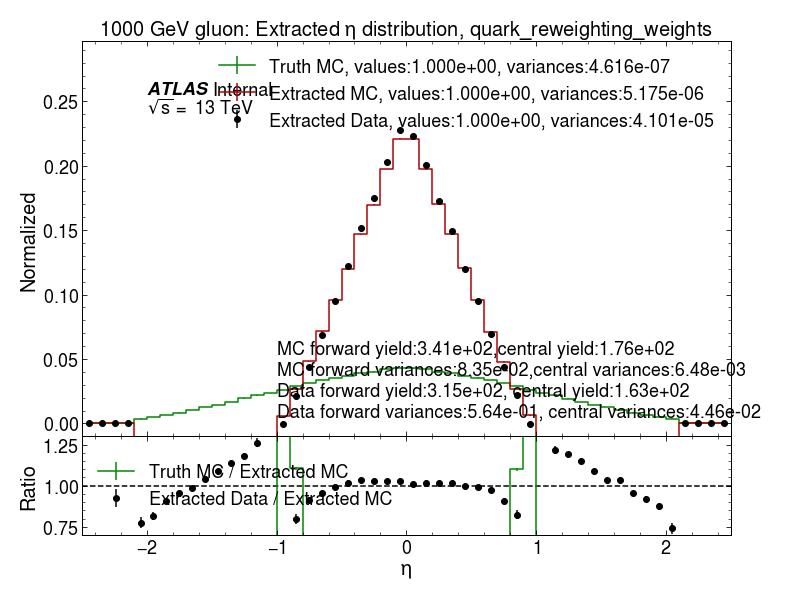 1000 GeV gluon: Extracted η distribution, quark_reweighting_weights
Truth MC, values:1.000e+00, variances:4.616e-07
ATLAS Internal
Extracted MC, values:1.000e+00, variances:5.175e-06
√s = 13 TeV
Extracted Data, values:1.000e+00, variances:4.101e-05
Normalized
0.25
0.20
0.15
0.10
0.05
0.00
MC forward yield:3.41e+02,central yield:1.76e+02
MC forward variances:8.35e-02,central variances:6.48e-03
Data forward yield:3.15e+02, central yield:1.63e+02
Data forward variances:5.64e-01, central variances:4.46e-02
Ratio
1.25
1.00
0.75
Truth MC / Extracted MC
Extracted Data / Extracted MC
−2 −1 0 1 2
η